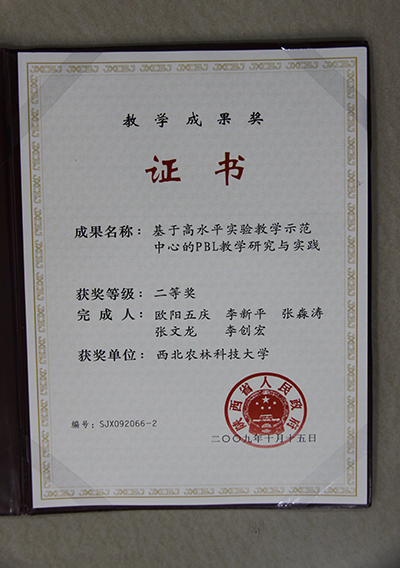 教学成果奖
证书
成果名称：基于高水平实验教学示范
中心的PBL教学研究与实践
获奖等级：二等奖
完成人：欧阳五庆 李新平 张淼涛
张文龙 李创宏
获奖单位：西北农林科技大学
陕西省人民政府
编号：SJX092066-2
二〇〇九年十月十五日